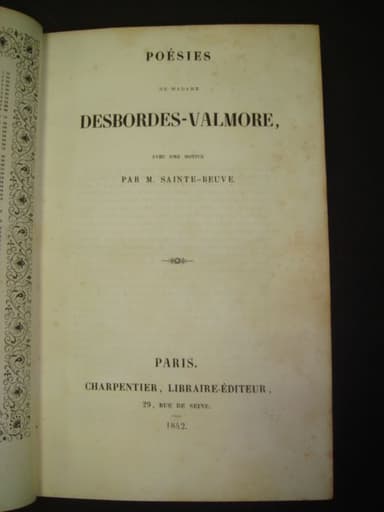 POÉSIES
DE MADAME
DESBORDES-VALMORE,
AVEC UNE NOTICE
PAR M. SAINTE-BEUVE.
PARIS.
CHARPENTIER, LIBRAIRE-ÉDITEUR,
29, RUE DE SEINE.
1842.